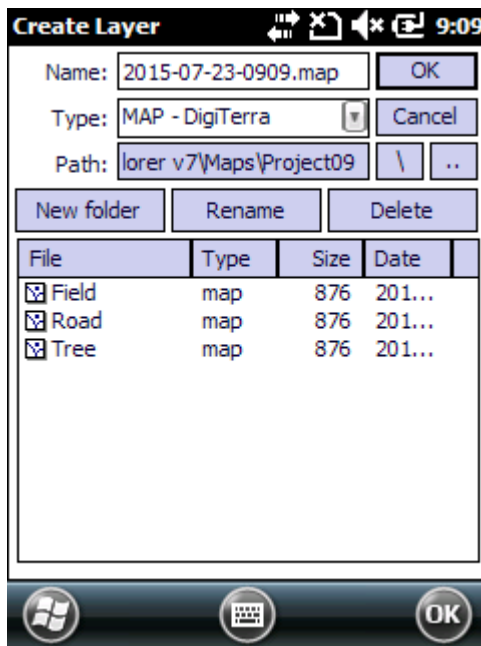 Create Layer 9:09
Name: 2015-07-23-0909.map OK
Type: MAP - DigiTerra Cancel
Path: lorer v7\Maps\Project09 \ ..
New folder Rename Delete
File Type Size Date
Field map 876 201...
Road map 876 201...
Tree map 876 201...
OK